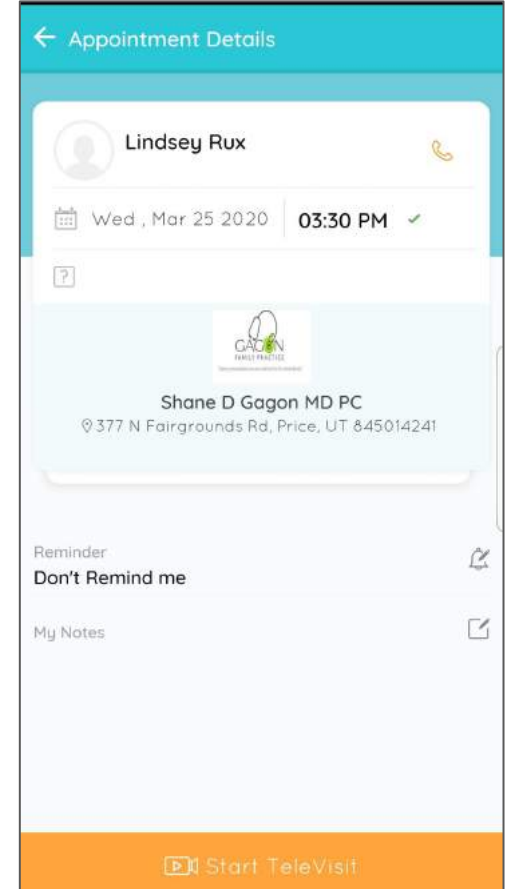 Appointment Details
Lindsey Rux
Wed , Mar 25 2020 03:30 PM
?
GAGON
FAMILY PRACTICE
Shane D Gagon MD PC
377 N Fairgrounds Rd, Price, UT 845014241
Reminder
Don't Remind me
My Notes
Start TeleVisit